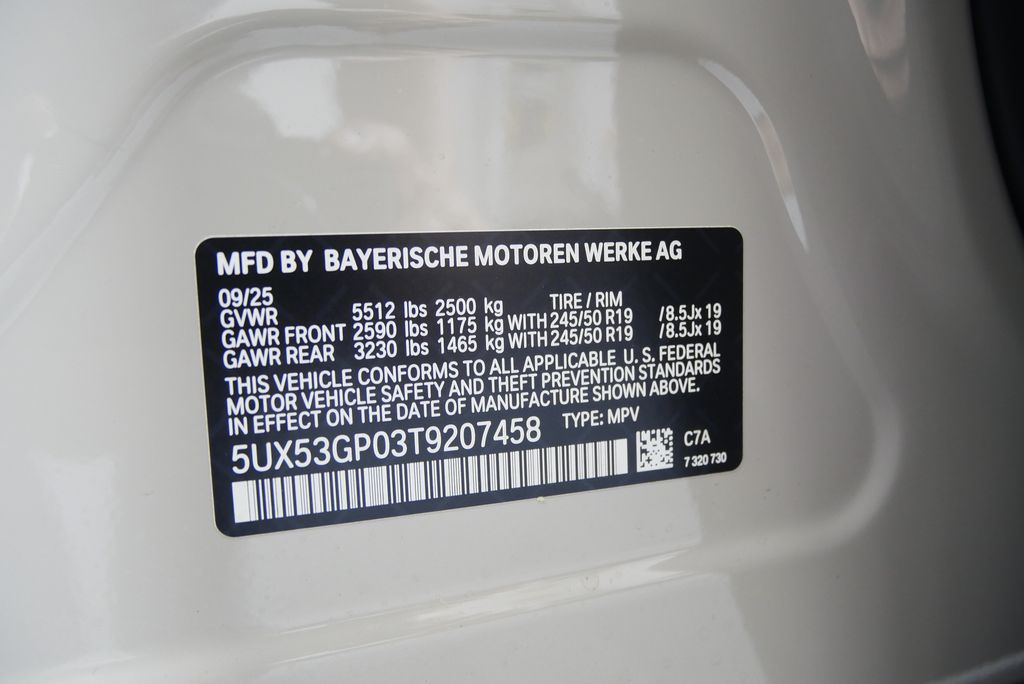 MFD BY BAYERISCHE MOTOREN WERKE AG
09/25 TIRE / RIM
GVWR 5512 lbs 2500 kg
GAWR FRONT 2590 lbs 1175 kg WITH 245/50 R19 /8.5Jx 19
GAWR REAR 3230 lbs 1465 kg WITH 245/50 R19 /8.5Jx 19
THIS VEHICLE CONFORMS TO ALL APPLICABLE U. S. FEDERAL
MOTOR VEHICLE SAFETY AND THEFT PREVENTION STANDARDS
IN EFFECT ON THE DATE OF MANUFACTURE SHOWN ABOVE.
5UX53GP03T9207458 TYPE: MPV
C7A
7 320 730